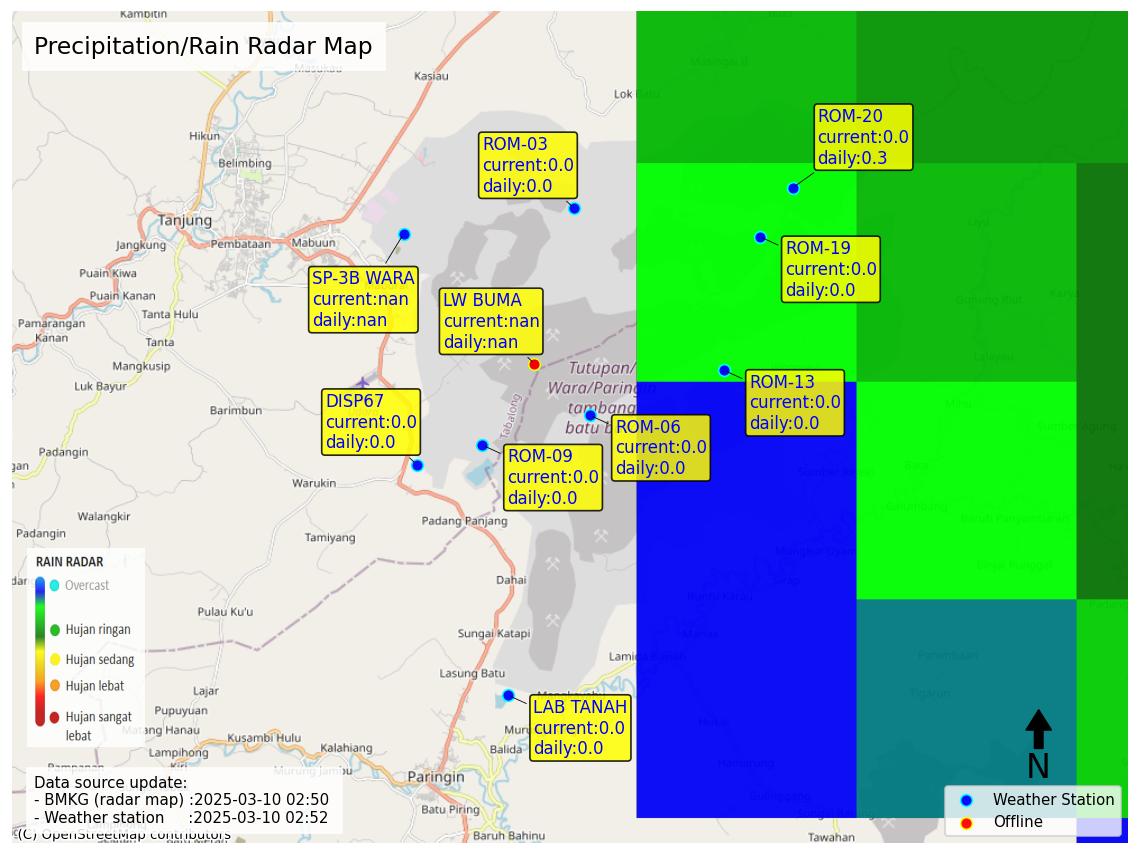 Precipitation/Rain Radar Map
Kambitin
Masukau
Kasiau
Hikun
Belimbing
Tanjung
Jangkung
Pembataan
Mabuun
Puain Kiwa
Puain Kanan
Tanta Hulu
Pamarangan
Kanan
Tanta
Mangkusip
Luk Bayur
Barimbun
Padangin
Warukin
Walangkir
Padangin
Tamiyang
Padang Panjang
Dahai
Pulau Ku'u
Sungai Katapi
Lasung Batu
Lajar
Pupuyuan
Matang Hanau
Lampihong
Kusambi Hulu
Kalahiang
Murung Jambu
Balida
Paringin
Batu Piring
Baruh Bahinu
Tawahan
Tabalong
Tutupan/
Wara/Paringin
tambang
batu b
ROM-03
current:0.0
daily:0.0
ROM-20
current:0.0
daily:0.3
ROM-19
current:0.0
daily:0.0
SP-3B WARA
current:nan
daily:nan
LW BUMA
current:nan
daily:nan
ROM-13
current:0.0
daily:0.0
DISP67
current:0.0
daily:0.0
ROM-06
current:0.0
daily:0.0
ROM-09
current:0.0
daily:0.0
LAB TANAH
current:0.0
daily:0.0
RAIN RADAR
Overcast
Hujan ringan
Hujan sedang
Hujan lebat
Hujan sangat
lebat
Data source update:
- BMKG (radar map) :2025-03-10 02:50
- Weather station :2025-03-10 02:52
(C) OpenStreetMap contributors
N
Weather Station
Offline